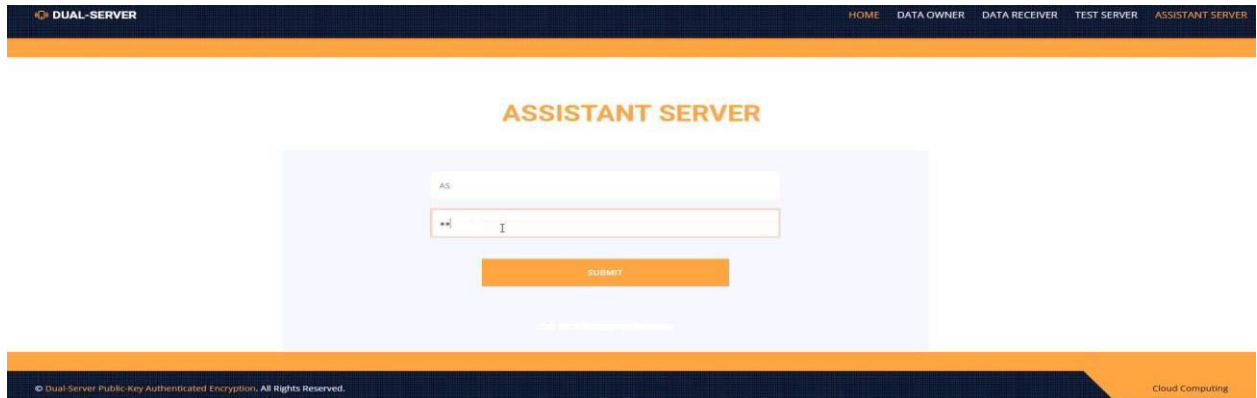 DUAL-SERVER
HOME DATA OWNER DATA RECEIVER TEST SERVER ASSISTANT SERVER
ASSISTANT SERVER
AS
**
SUBMIT
© Dual-Server Public-Key Authenticated Encryption. All Rights Reserved.
Cloud Computing